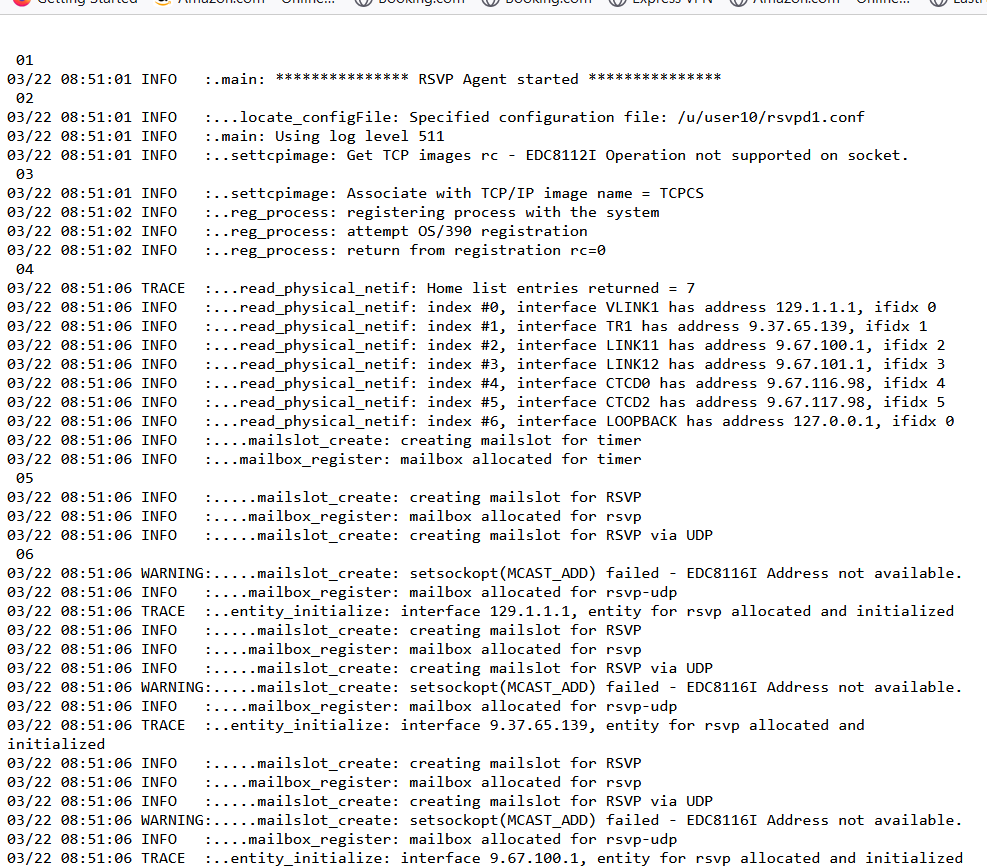 Getting Started Amazon.com – Online... Booking.com Booking.com Express VPN Amazon.com – Online... LastP
01
03/22 08:51:01 INFO :.main: *************** RSVP Agent started ***************
02
03/22 08:51:01 INFO :...locate_configFile: Specified configuration file: /u/user10/rsvpd1.conf
03/22 08:51:01 INFO :.main: Using log level 511
03/22 08:51:01 INFO :..settcpimage: Get TCP images rc - EDC8112I Operation not supported on socket.
03
03/22 08:51:01 INFO :..settcpimage: Associate with TCP/IP image name = TCPCS
03/22 08:51:02 INFO :..reg_process: registering process with the system
03/22 08:51:02 INFO :..reg_process: attempt OS/390 registration
03/22 08:51:02 INFO :..reg_process: return from registration rc=0
04
03/22 08:51:06 TRACE :...read_physical_netif: Home list entries returned = 7
03/22 08:51:06 INFO :...read_physical_netif: index #0, interface VLINK1 has address 129.1.1.1, ifidx 0
03/22 08:51:06 INFO :...read_physical_netif: index #1, interface TR1 has address 9.37.65.139, ifidx 1
03/22 08:51:06 INFO :...read_physical_netif: index #2, interface LINK11 has address 9.67.100.1, ifidx 2
03/22 08:51:06 INFO :...read_physical_netif: index #3, interface LINK12 has address 9.67.101.1, ifidx 3
03/22 08:51:06 INFO :...read_physical_netif: index #4, interface CTCD0 has address 9.67.116.98, ifidx 4
03/22 08:51:06 INFO :...read_physical_netif: index #5, interface CTCD2 has address 9.67.117.98, ifidx 5
03/22 08:51:06 INFO :...read_physical_netif: index #6, interface LOOPBACK has address 127.0.0.1, ifidx 0
03/22 08:51:06 INFO :....mailslot_create: creating mailslot for timer
03/22 08:51:06 INFO :...mailbox_register: mailbox allocated for timer
05
03/22 08:51:06 INFO :.....mailslot_create: creating mailslot for RSVP
03/22 08:51:06 INFO :....mailbox_register: mailbox allocated for rsvp
03/22 08:51:06 INFO :.....mailslot_create: creating mailslot for RSVP via UDP
06
03/22 08:51:06 WARNING:.....mailslot_create: setsockopt(MCAST_ADD) failed - EDC8116I Address not available.
03/22 08:51:06 INFO :....mailbox_register: mailbox allocated for rsvp-udp
03/22 08:51:06 TRACE :..entity_initialize: interface 129.1.1.1, entity for rsvp allocated and initialized
03/22 08:51:06 INFO :.....mailslot_create: creating mailslot for RSVP
03/22 08:51:06 INFO :....mailbox_register: mailbox allocated for rsvp
03/22 08:51:06 INFO :.....mailslot_create: creating mailslot for RSVP via UDP
03/22 08:51:06 WARNING:.....mailslot_create: setsockopt(MCAST_ADD) failed - EDC8116I Address not available.
03/22 08:51:06 INFO :....mailbox_register: mailbox allocated for rsvp-udp
03/22 08:51:06 TRACE :..entity_initialize: interface 9.37.65.139, entity for rsvp allocated and
initialized
03/22 08:51:06 INFO :.....mailslot_create: creating mailslot for RSVP
03/22 08:51:06 INFO :....mailbox_register: mailbox allocated for rsvp
03/22 08:51:06 INFO :.....mailslot_create: creating mailslot for RSVP via UDP
03/22 08:51:06 WARNING:.....mailslot_create: setsockopt(MCAST_ADD) failed - EDC8116I Address not available.
03/22 08:51:06 INFO :....mailbox_register: mailbox allocated for rsvp-udp
03/22 08:51:06 TRACE :..entity_initialize: interface 9.67.100.1, entity for rsvp allocated and initialized